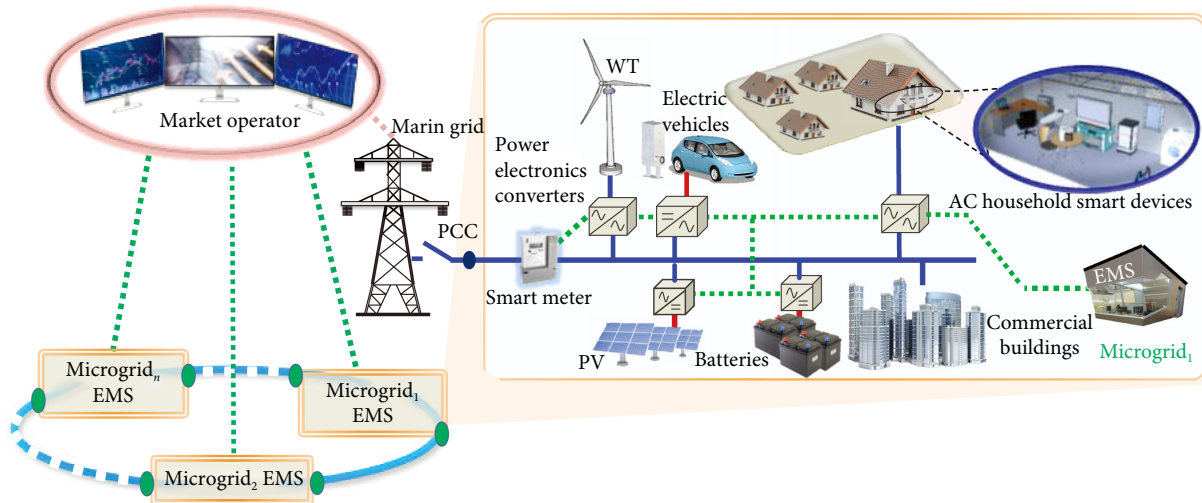 Market operator
Marin grid
PCC
WT
Electric
vehicles
Power
electronics
converters
AC household smart devices
Smart meter
PV
Batteries
Commercial
buildings
EMS
Microgrid₁
Microgridₙ
EMS
Microgrid₁
EMS
Microgrid₂ EMS